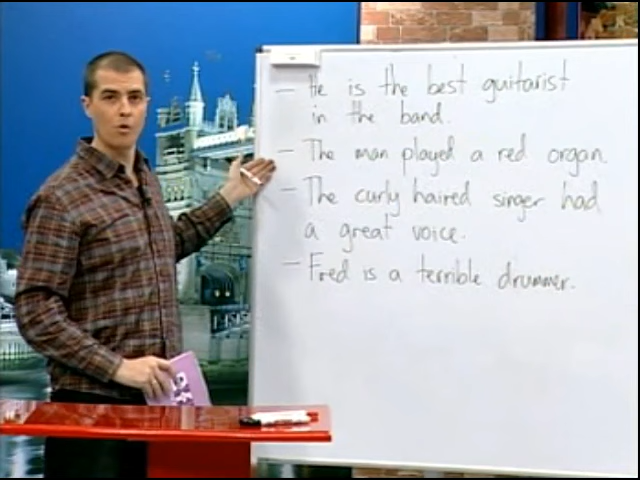 - He is the best guitarist
in the band.
- The man played a red organ.
- The curly haired singer had
a great voice.
- Fred is a terrible drummer.